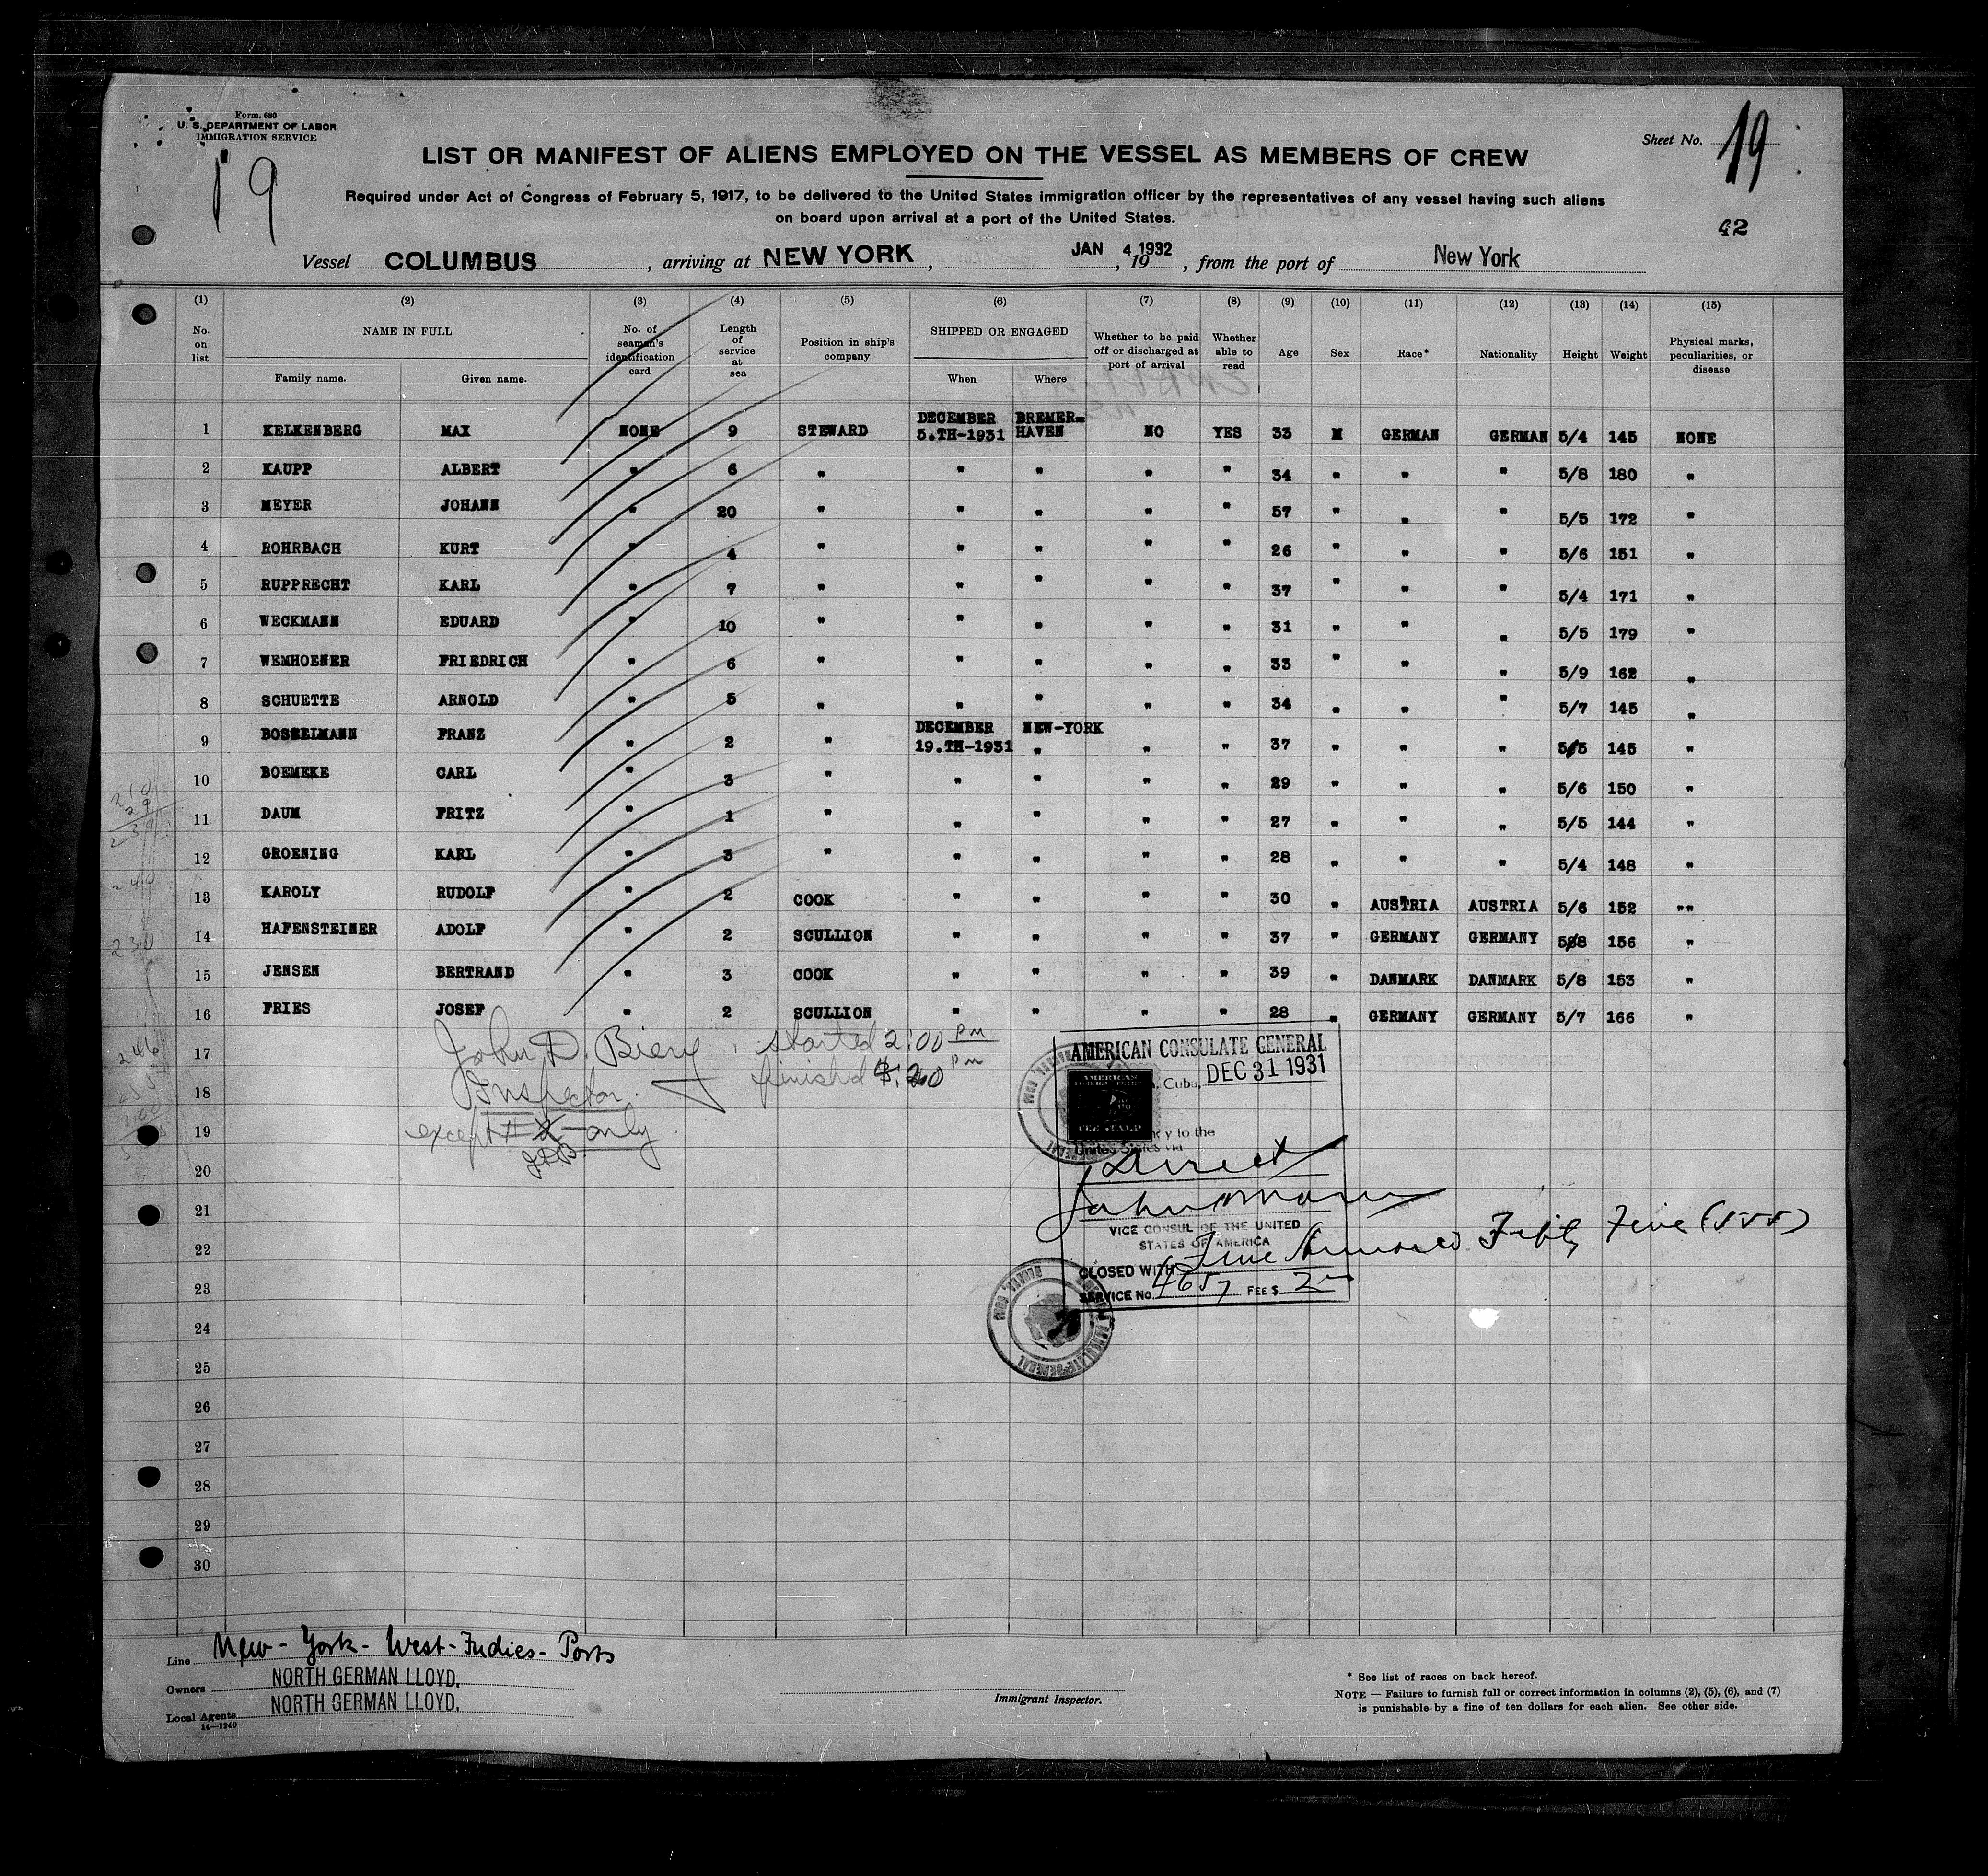 Form. 680
U. S. DEPARTMENT OF LABOR
IMMIGRATION SERVICE
19
Sheet No. 19
LIST OR MANIFEST OF ALIENS EMPLOYED ON THE VESSEL AS MEMBERS OF CREW
Required under Act of Congress of February 5, 1917, to be delivered to the United States immigration officer by the representatives of any vessel having such aliens
on board upon arrival at a port of the United States.
42
Vessel COLUMBUS, arriving at NEW YORK, JAN 4 1932, 19, from the port of New York
(1) (2) (3) (4) (5) (6) (7) (8) (9) (10) (11) (12) (13) (14) (15)
No. on list NAME IN FULL Family name. Given name. No. of seaman's identification card Length of service at sea Position in ship's company SHIPPED OR ENGAGED When Where Whether to be paid off or discharged at port of arrival Whether able to read Age Sex Race* Nationality Height Weight Physical marks, peculiarities, or disease
1 KELKENBERG MAX NONE 9 STEWARD DECEMBER 5.TH-1931 BREMER=HAVEN NO YES 33 M GERMAN GERMAN 5/4 145 NONE
2 KAUPP ALBERT " 6 " " " " " 34 " " " 5/8 180 "
3 MEYER JOHANN " 20 " " " " " 57 " " " 5/5 172 "
4 ROHRBACH KURT " 4 " " " " " 26 " " " 5/6 151 "
5 RUPPRECHT KARL " 7 " " " " " 37 " " " 5/4 171 "
6 WECKMANN EDUARD " 10 " " " " " 31 " " " 5/5 179 "
7 WEMHOENER FRIEDRICH " 6 " " " " " 33 " " " 5/9 162 "
8 SCHUETTE ARNOLD " 5 " " " " " 34 " " " 5/7 145 "
9 BOSSELMANN FRANZ " 2 " DECEMBER 19.TH-1931 NEW-YORK " " " 37 " " " 5/5 145 "
10 BOEMEKE CARL " 3 " " " " " 29 " " " 5/6 150 "
11 DAUM FRITZ " 1 " " " " " 27 " " " 5/5 144 "
12 GROENING KARL " 3 " " " " " 28 " " " 5/4 148 "
13 KAROLY RUDOLF " 2 COOK " " " " 30 " AUSTRIA AUSTRIA 5/6 152 ""
14 HAFENSTEINER ADOLF " 2 SCULLION " " " " 37 " GERMANY GERMANY 5/8 156 "
15 JENSEN BERTRAND " 3 COOK " " " " 39 " DANMARK DANMARK 5/8 153 "
16 FRIES JOSEF " 2 SCULLION " " " " 28 " GERMANY GERMANY 5/7 166 "
17
18
19
20
21
22
23
24
25
26
27
28
29
30
John D. Biery, started 2:00 PM
Inspector. finished PM
except # 2 only
JDB
AMERICAN CONSULATE GENERAL
Cuba, DEC 31 1931
y to the
United States via
direct
VICE CONSUL OF THE UNITED
STATES OF AMERICA
CLOSED WITH Five Hundred Fifty Five (555)
SERVICE No. 4657 FEE $ 2
Line New-York-West-Indies-Ports
Owners NORTH GERMAN LLOYD.
Local Agents NORTH GERMAN LLOYD.
14—1240
Immigrant Inspector.
* See list of races on back hereof.
NOTE — Failure to furnish full or correct information in columns (2), (5), (6), and (7)
is punishable by a fine of ten dollars for each alien. See other side.